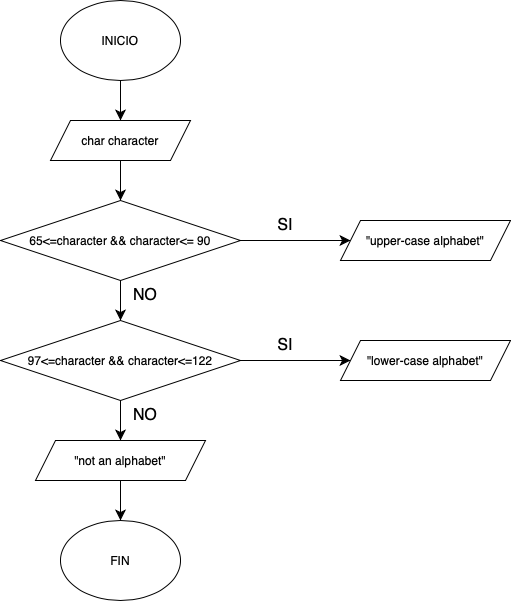 INICIO
char character
65<=character && character<= 90
SI
"upper-case alphabet"
NO
97<=character && character<=122
SI
"lower-case alphabet"
NO
"not an alphabet"
FIN